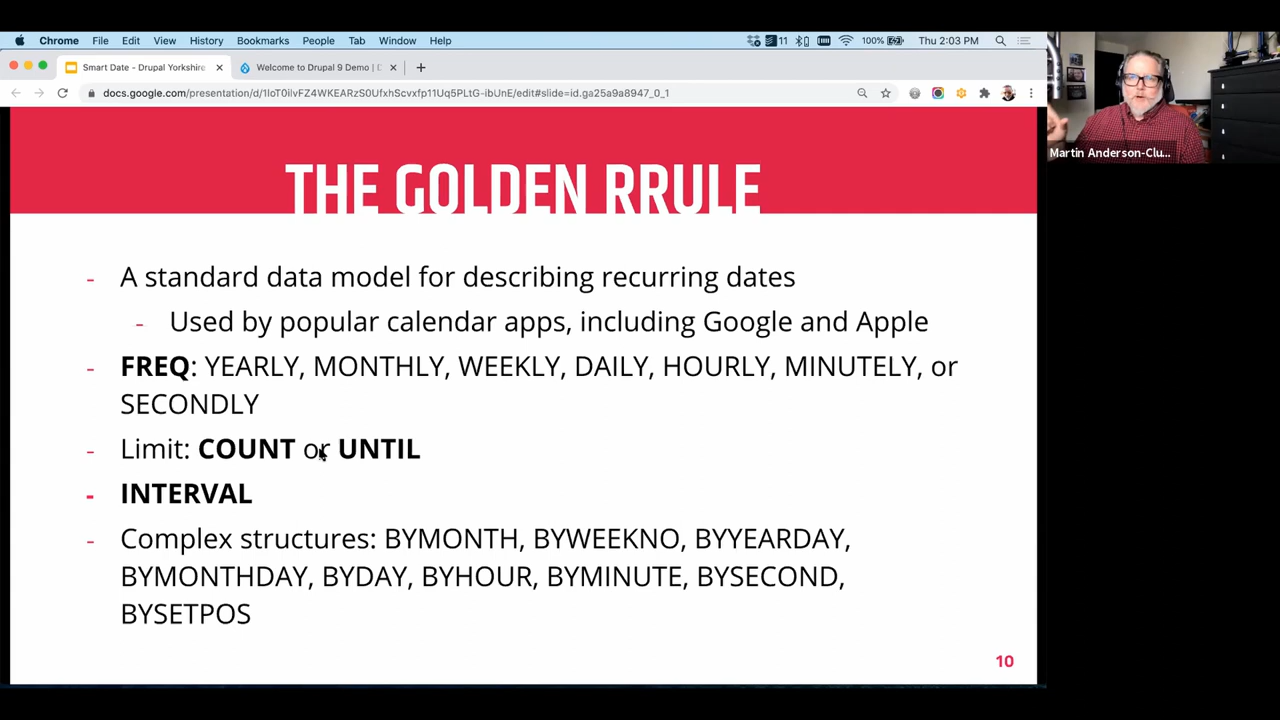 Chrome File Edit View History Bookmarks People Tab Window Help 11 100% Thu 2:03 PM
Smart Date - Drupal Yorkshire Welcome to Drupal 9 Demo | D
docs.google.com/presentation/d/1IoT0iIvFZ4WKEARzS0UfxhScvxfp11Uq5PLtG-ibUnE/edit#slide=id.ga25a9a8947_0_1
Martin Anderson-Clu...
THE GOLDEN RRULE
- A standard data model for describing recurring dates
- Used by popular calendar apps, including Google and Apple
- FREQ: YEARLY, MONTHLY, WEEKLY, DAILY, HOURLY, MINUTELY, or
SECONDLY
- Limit: COUNT or UNTIL
- INTERVAL
- Complex structures: BYMONTH, BYWEEKNO, BYYEARDAY,
BYMONTHDAY, BYDAY, BYHOUR, BYMINUTE, BYSECOND,
BYSETPOS
10